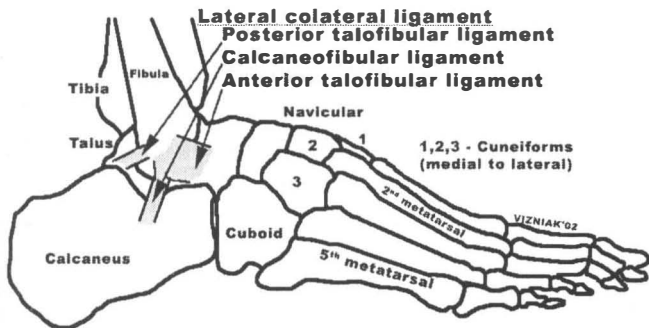 Lateral colateral ligament
Posterior talofibular ligament
Calcaneofibular ligament
Anterior talofibular ligament
Fibula
Tibia
Navicular
Talus
1
2
1,2,3 - Cuneiforms
(medial to lateral)
3
2nd metatarsal
VIZNIAK'02
Cuboid
Calcaneus
5th metatarsal